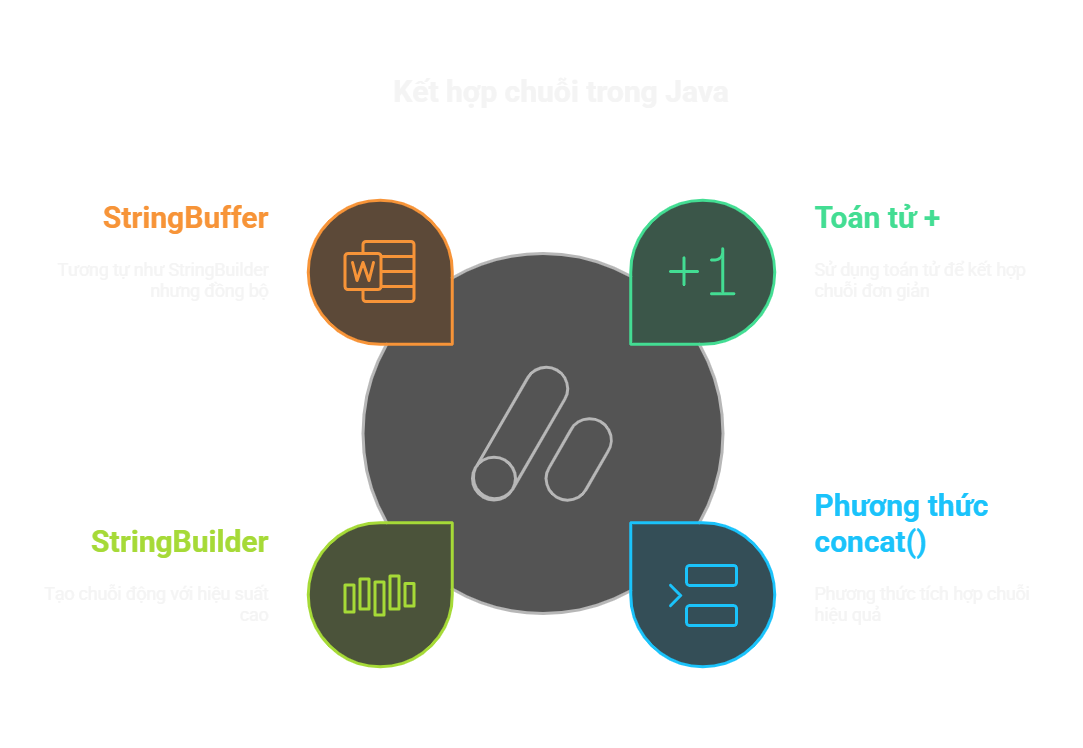 Kết hợp chuỗi trong Java
StringBuffer
Tương tự như StringBuilder
nhưng đồng bộ
W
Toán tử +
Sử dụng toán tử để kết hợp
chuỗi đơn giản
+1
StringBuilder
Tạo chuỗi động với hiệu suất
cao
Phương thức
concat()
Phương thức tích hợp chuỗi
hiệu quả